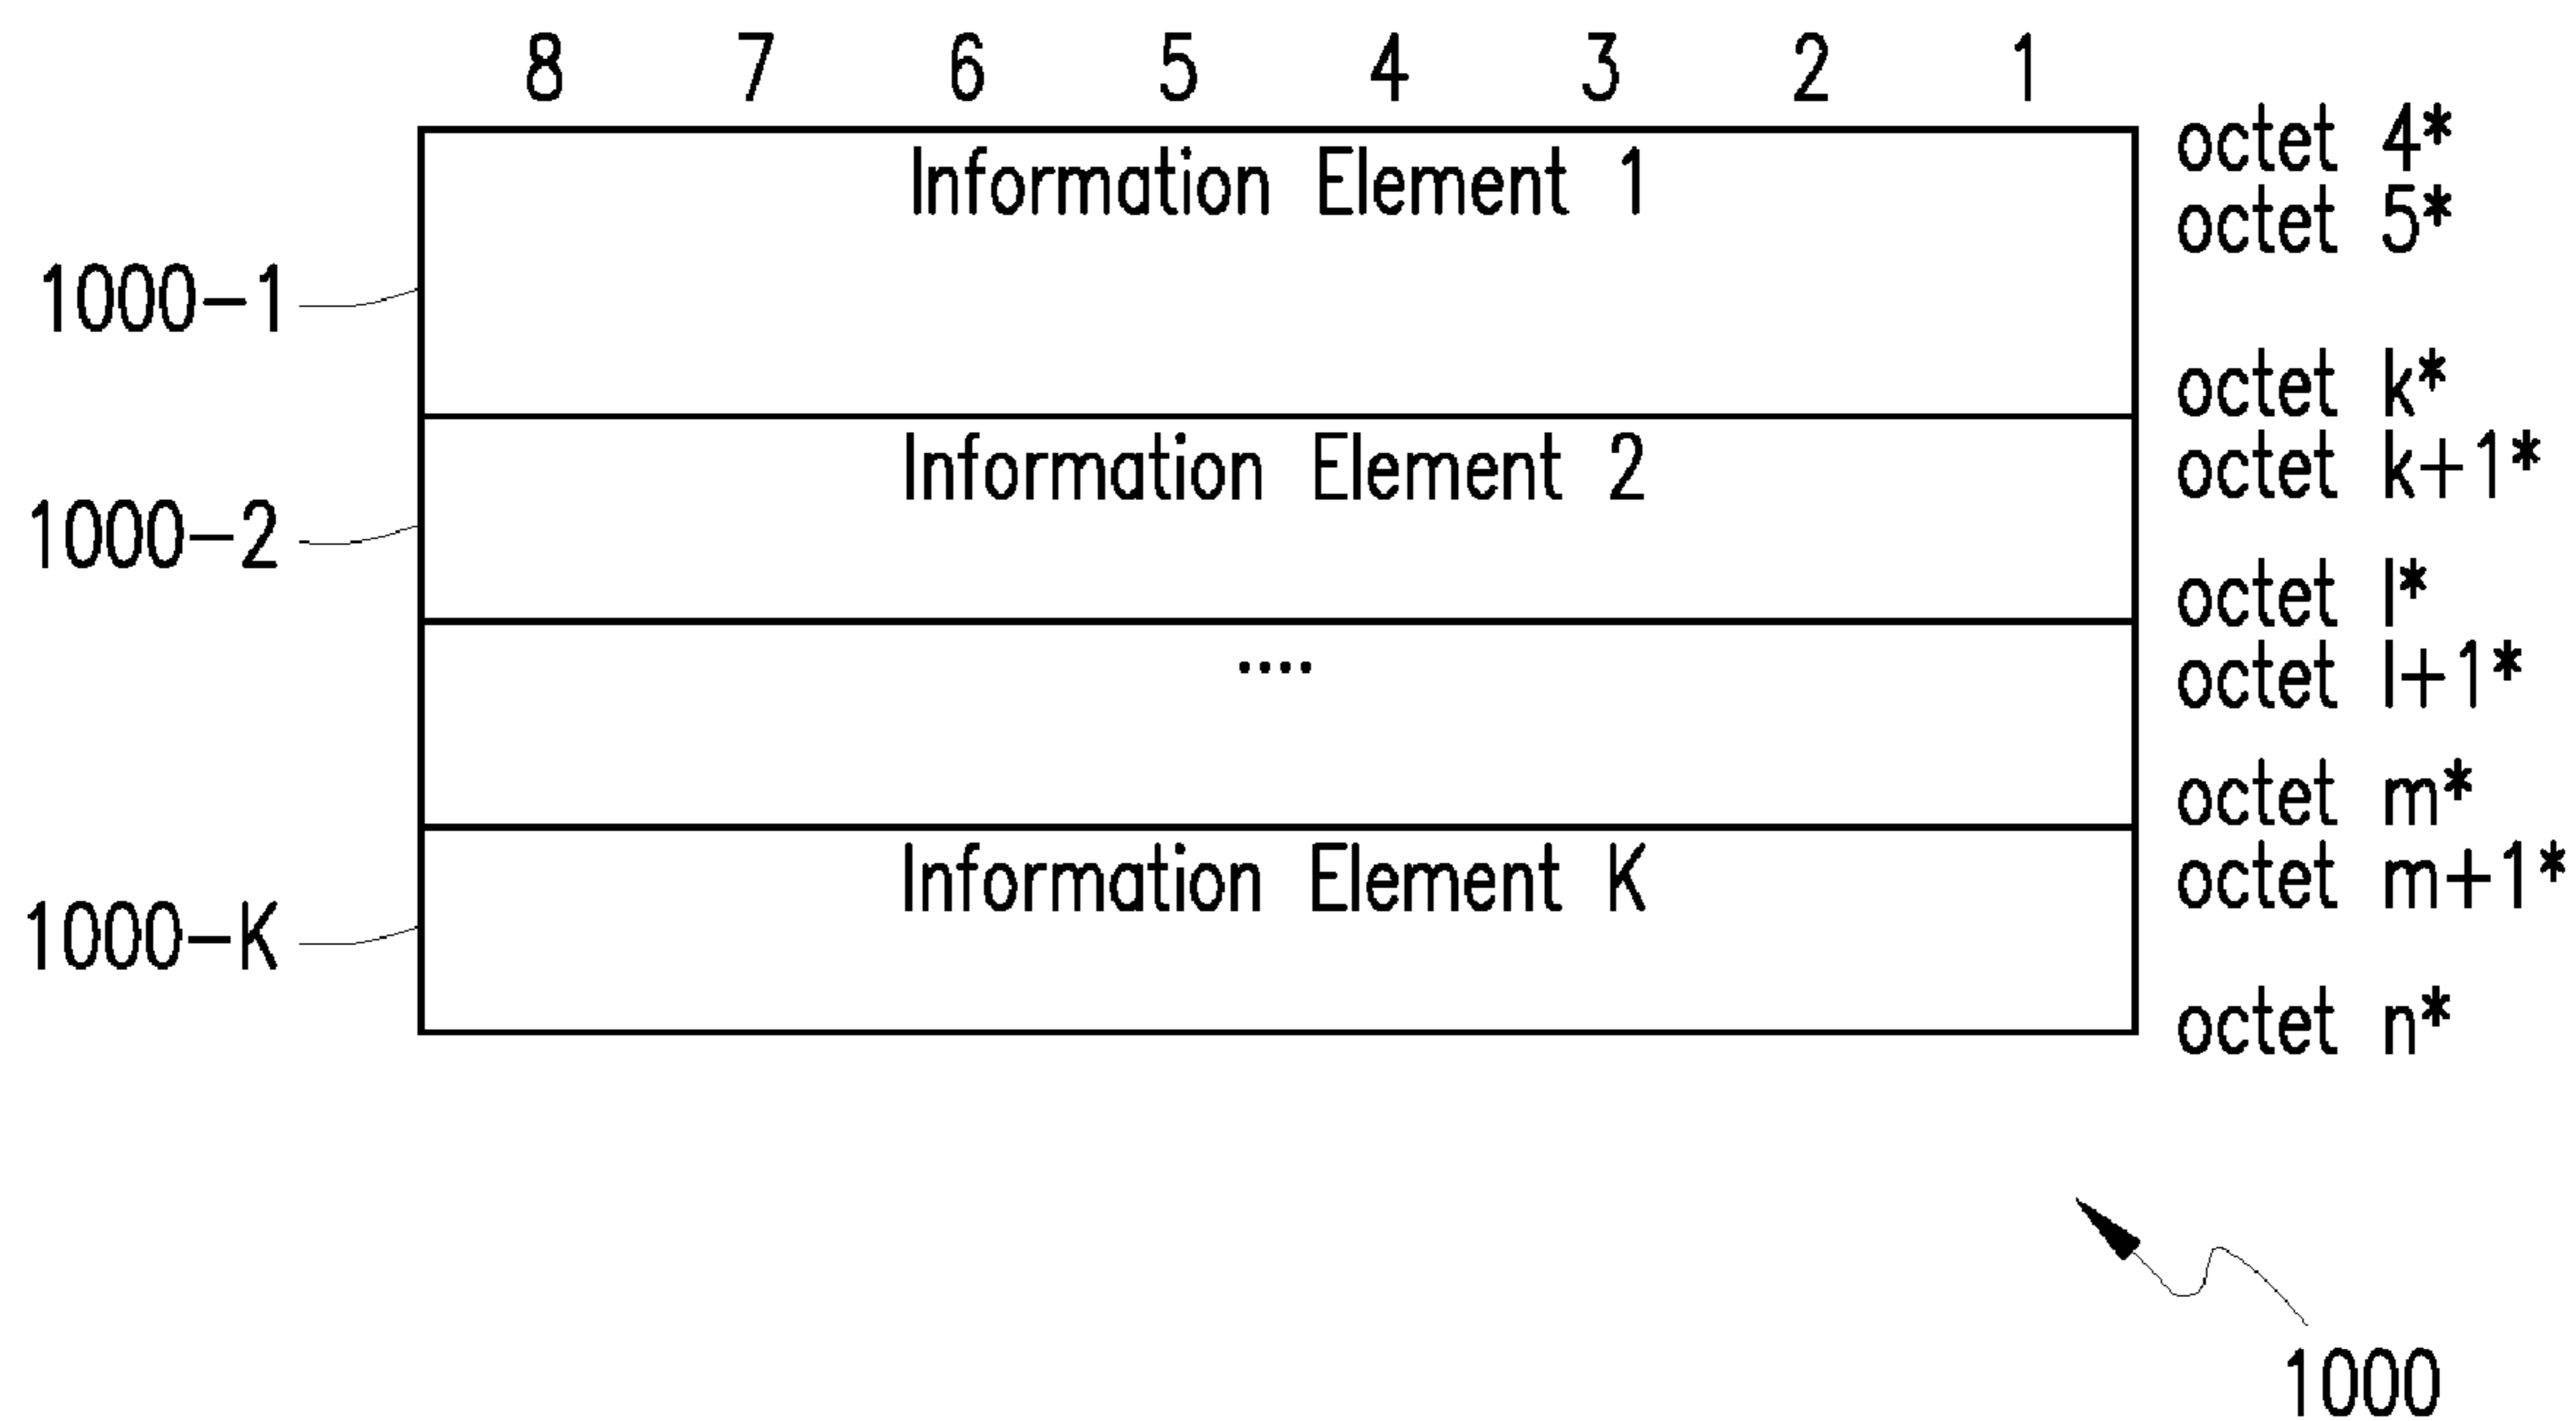 8 7 6 5 4 3 2 1
octet 4*
Information Element 1
octet 5*
1000-1
octet k*
Information Element 2
octet k+1*
1000-2
octet l*
....
octet l+1*
octet m*
Information Element K
octet m+1*
1000-K
octet n*
1000